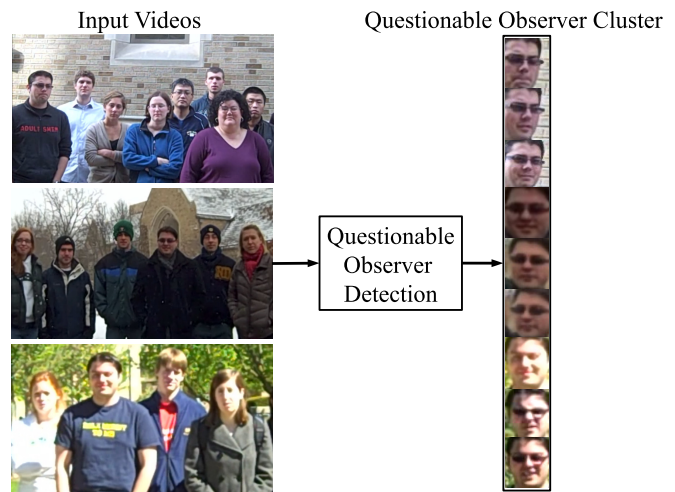 Input Videos
Questionable Observer Cluster
Questionable
Observer
Detection